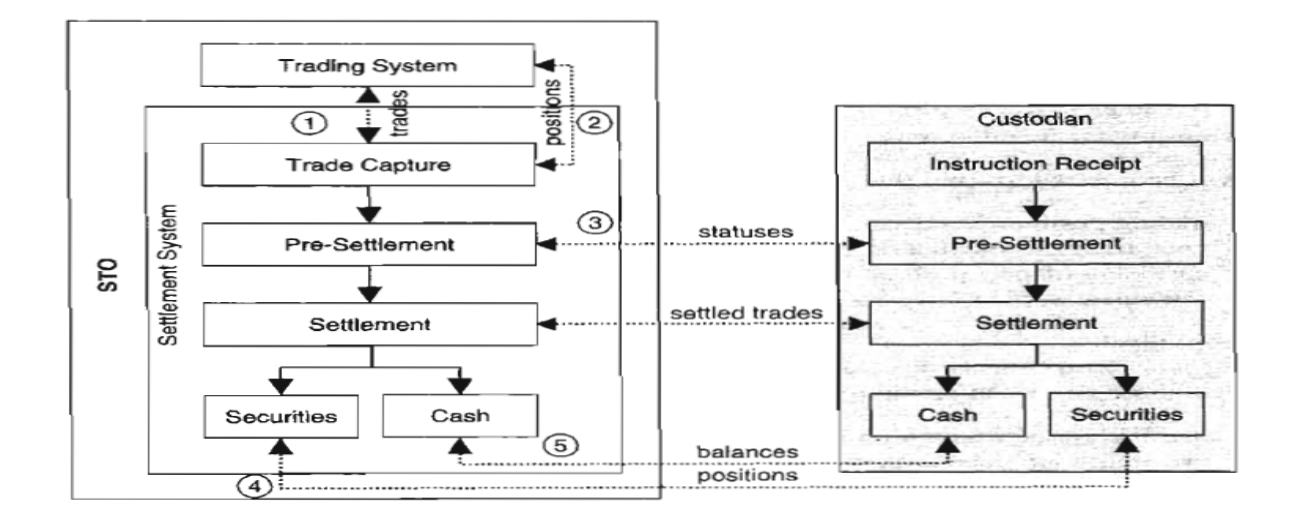 Trading System
trades
positions
1
2
Trade Capture
3
Pre-Settlement
Settlement
Securities
Cash
5
4
STO
Settlement System
statuses
settled trades
balances
positions
Custodian
Instruction Receipt
Pre-Settlement
Settlement
Cash
Securities